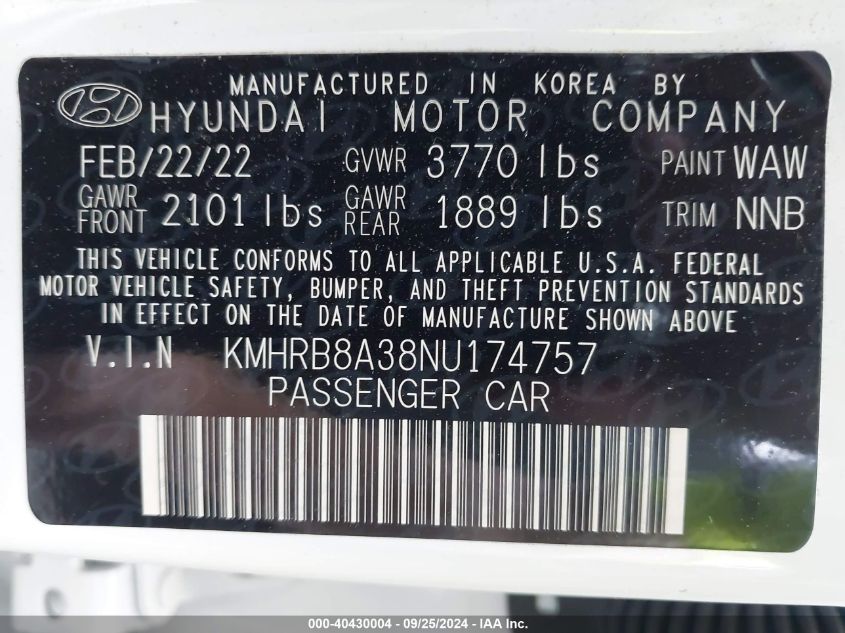 MANUFACTURED IN KOREA BY
HYUNDAI MOTOR COMPANY
FEB/22/22 GVWR 3770 lbs PAINT WAW
GAWR FRONT 2101 lbs GAWR REAR 1889 lbs TRIM NNB
THIS VEHICLE CONFORMS TO ALL APPLICABLE U.S.A. FEDERAL
MOTOR VEHICLE SAFETY, BUMPER, AND THEFT PREVENTION STANDARDS
IN EFFECT ON THE DATE OF MANUFACTURE SHOWN ABOVE
V.I.N KMHRB8A38NU174757
PASSENGER CAR
000-40430004 - 09/25/2024 - IAA Inc.